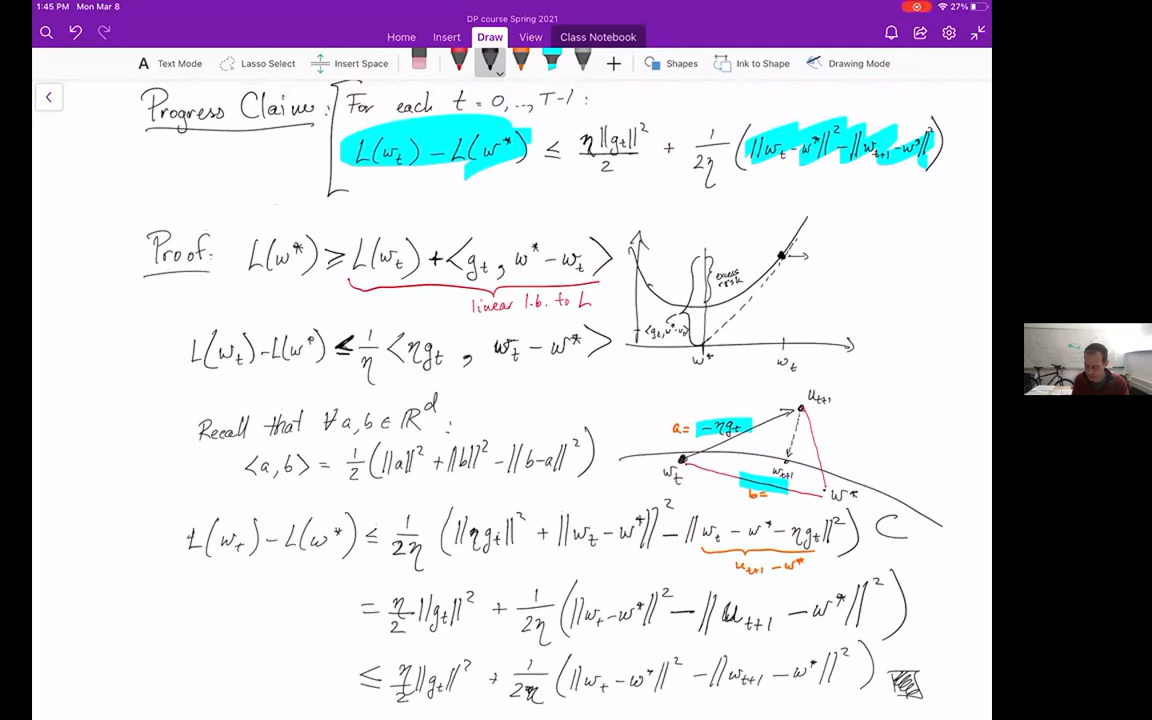 1:45 PM Mon Mar 8
27%
DP course Spring 2021
Home Insert Draw View Class Notebook
Text Mode Lasso Select Insert Space Shapes Ink to Shape Drawing Mode
Progress Claim: For each t = 0, .., T-1:
L(w_t) - L(w*) ≤ η||g_t||²/2 + 1/2η (||w_t - w*||² - ||w_{t+1} - w*||²)
Proof: L(w*) ≥ L(w_t) + <g_t, w* - w_t>
linear l.b. to L
excess risk
w* w_t
L(w_t) - L(w*) ≤ 1/η <ηg_t, w_t - w*>
Recall that ∀ a, b ∈ ℝ^d:
<a, b> = 1/2 (||a||² + ||b||² - ||b-a||²)
a = -ηg_t
u_{t+1}
w_t
w_{t+1}
b =
w*
C
L(w_t) - L(w*) ≤ 1/2η (||ηg_t||² + ||w_t - w*||² - ||w_t - w* - ηg_t||²)
u_{t+1} - w*
= η/2 ||g_t||² + 1/2η (||w_t - w*||² - ||u_{t+1} - w*||²)
≤ η/2 ||g_t||² + 1/2η (||w_t - w*||² - ||w_{t+1} - w*||²)